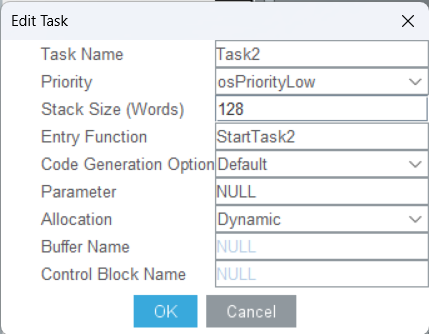 Edit Task
Task Name Task2
Priority osPriorityLow
Stack Size (Words) 128
Entry Function StartTask2
Code Generation Option Default
Parameter NULL
Allocation Dynamic
Buffer Name NULL
Control Block Name NULL
OK Cancel